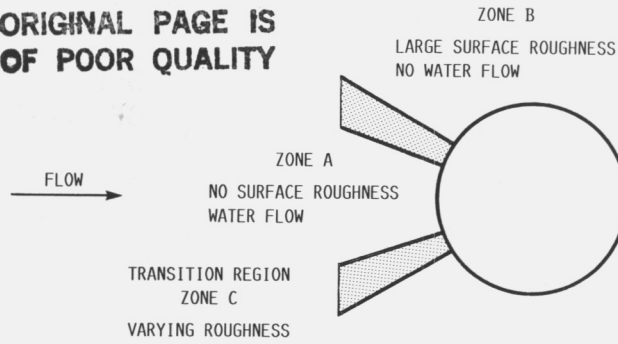 ORIGINAL PAGE IS
OF POOR QUALITY
ZONE B
LARGE SURFACE ROUGHNESS
NO WATER FLOW
ZONE A
NO SURFACE ROUGHNESS
WATER FLOW
FLOW
TRANSITION REGION
ZONE C
VARYING ROUGHNESS